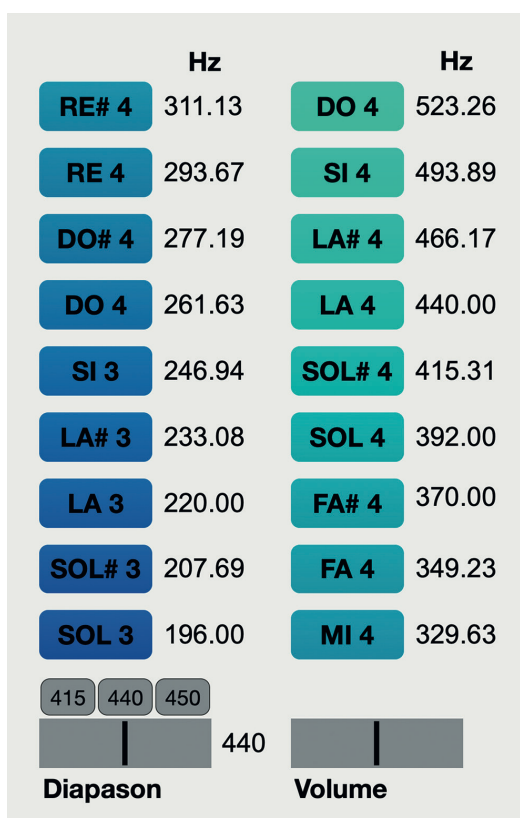 Hz Hz
RE# 4 311.13 DO 4 523.26
RE 4 293.67 SI 4 493.89
DO# 4 277.19 LA# 4 466.17
DO 4 261.63 LA 4 440.00
SI 3 246.94 SOL# 4 415.31
LA# 3 233.08 SOL 4 392.00
LA 3 220.00 FA# 4 370.00
SOL# 3 207.69 FA 4 349.23
SOL 3 196.00 MI 4 329.63
415 440 450
440
Diapason Volume